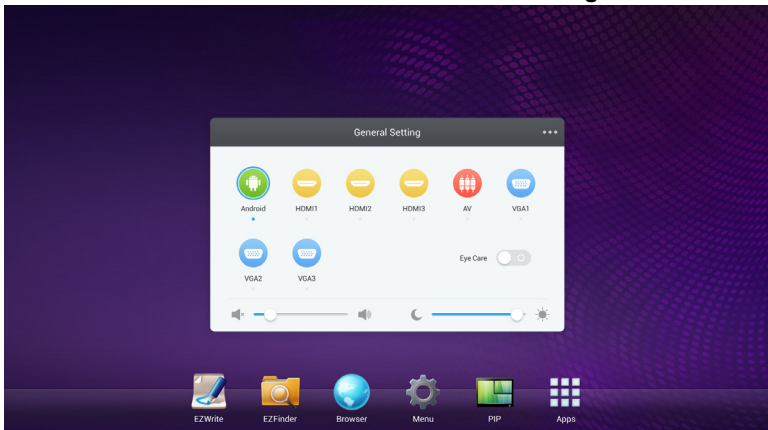 General Setting
Android HDMI1 HDMI2 HDMI3 AV VGA1
VGA2 VGA3 Eye Care
EZWrite EZFinder Browser Menu PIP Apps